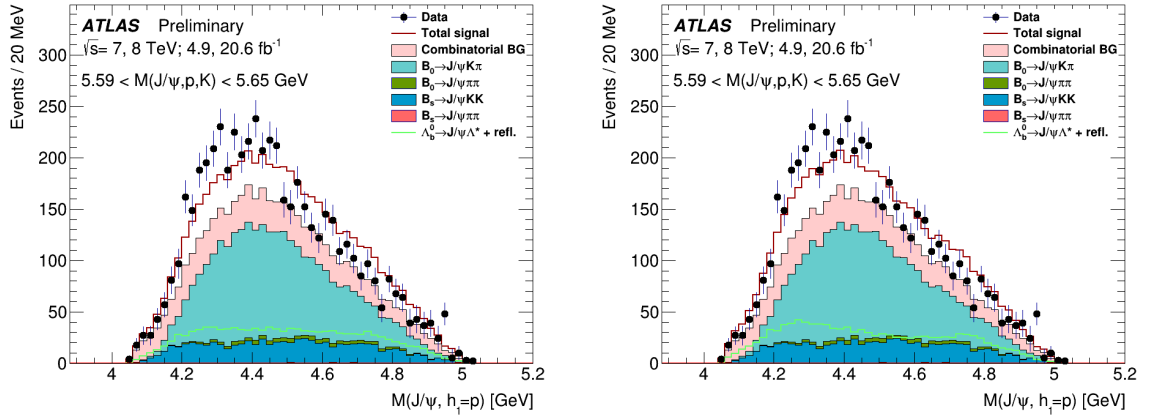 ATLAS Preliminary
√s= 7, 8 TeV; 4.9, 20.6 fb⁻¹
5.59 < M(J/ψ,p,K) < 5.65 GeV
Data
Total signal
Combinatorial BG
B₀→J/ψKπ
B₀→J/ψππ
Bₛ→J/ψKK
Bₛ→J/ψππ
Λ_b^0→J/ψΛ* + refl.
Events / 20 MeV
350
300
250
200
150
100
50
0
4 4.2 4.4 4.6 4.8 5 5.2
M(J/ψ, h₁=p) [GeV]
ATLAS Preliminary
√s= 7, 8 TeV; 4.9, 20.6 fb⁻¹
5.59 < M(J/ψ,p,K) < 5.65 GeV
Data
Total signal
Combinatorial BG
B₀→J/ψKπ
B₀→J/ψππ
Bₛ→J/ψKK
Bₛ→J/ψππ
Λ_b^0→J/ψΛ* + refl.
Events / 20 MeV
300
250
200
150
100
50
0
4 4.2 4.4 4.6 4.8 5 5.2
M(J/ψ, h₁=p) [GeV]